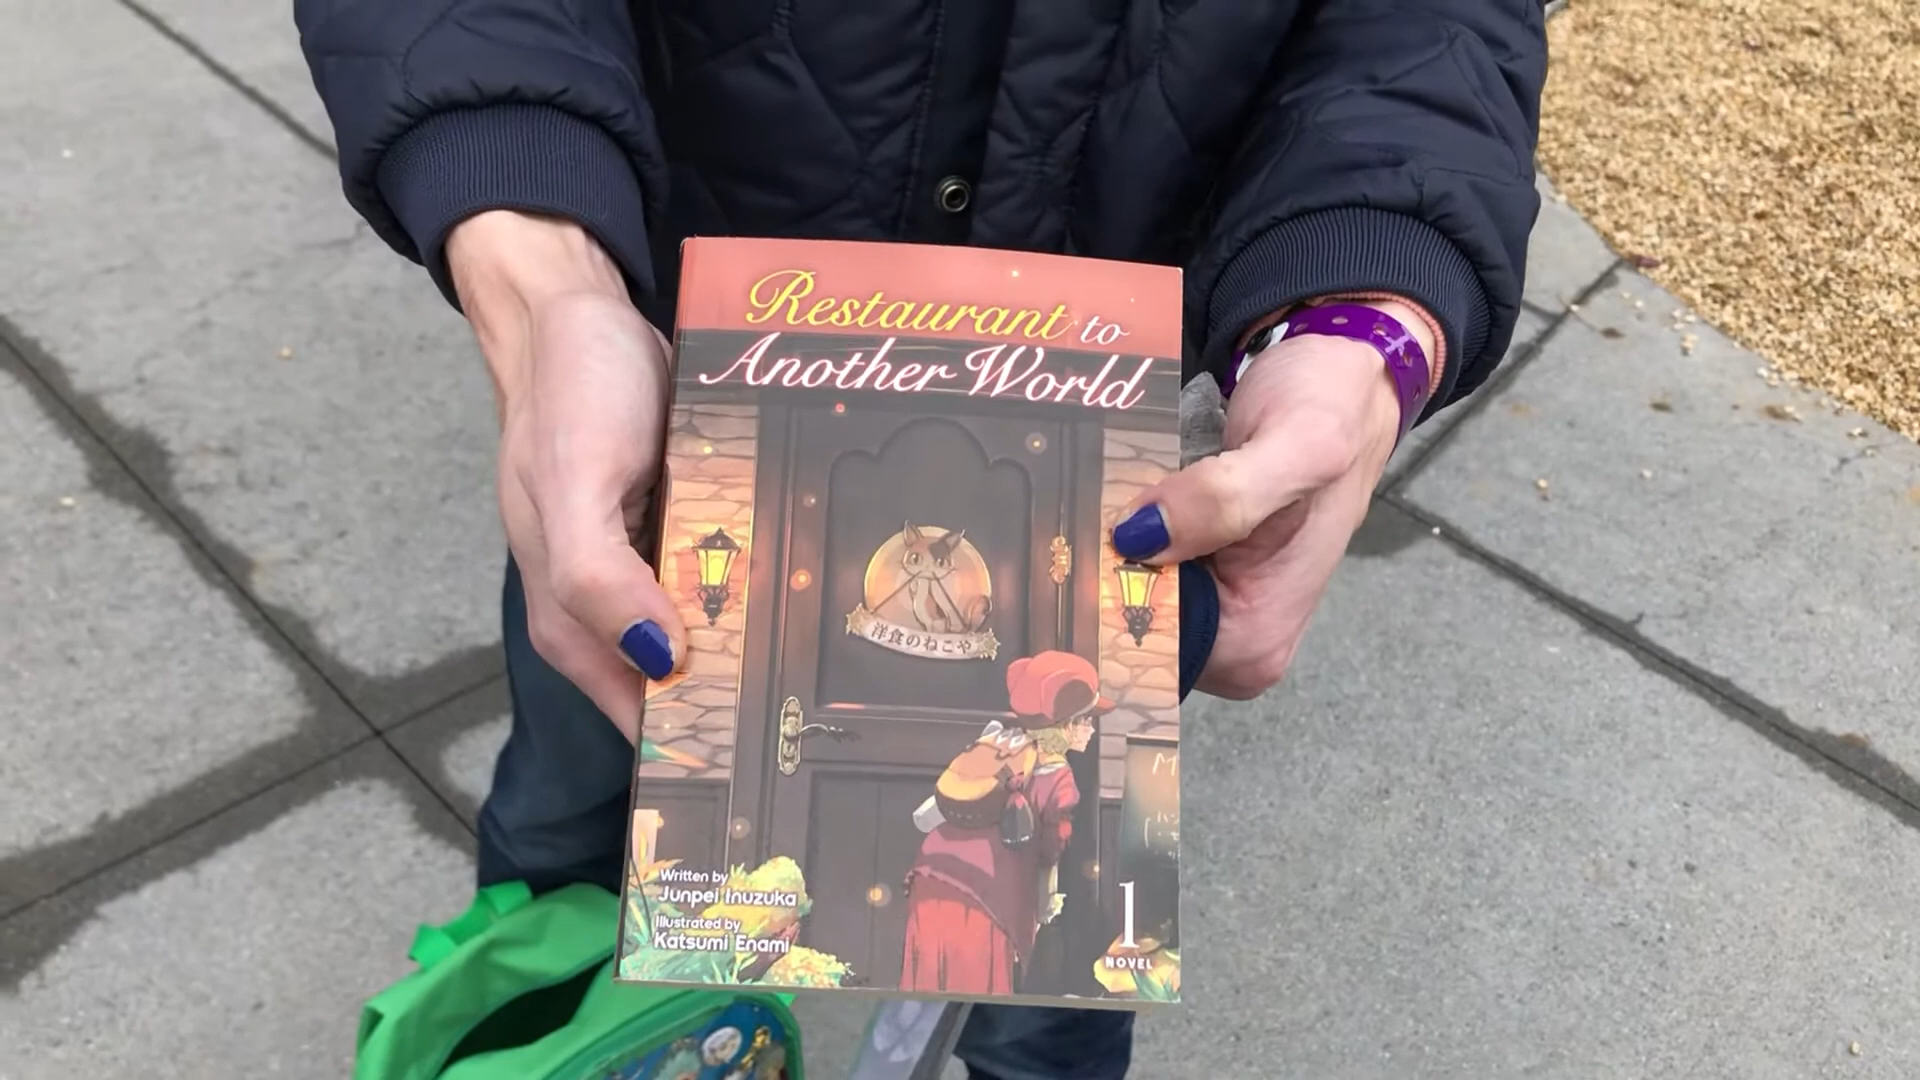 Restaurant to
Another World
洋食のねこや
Written by
Junpei Inuzuka
Illustrated by
Katsumi Enami
1
NOVEL